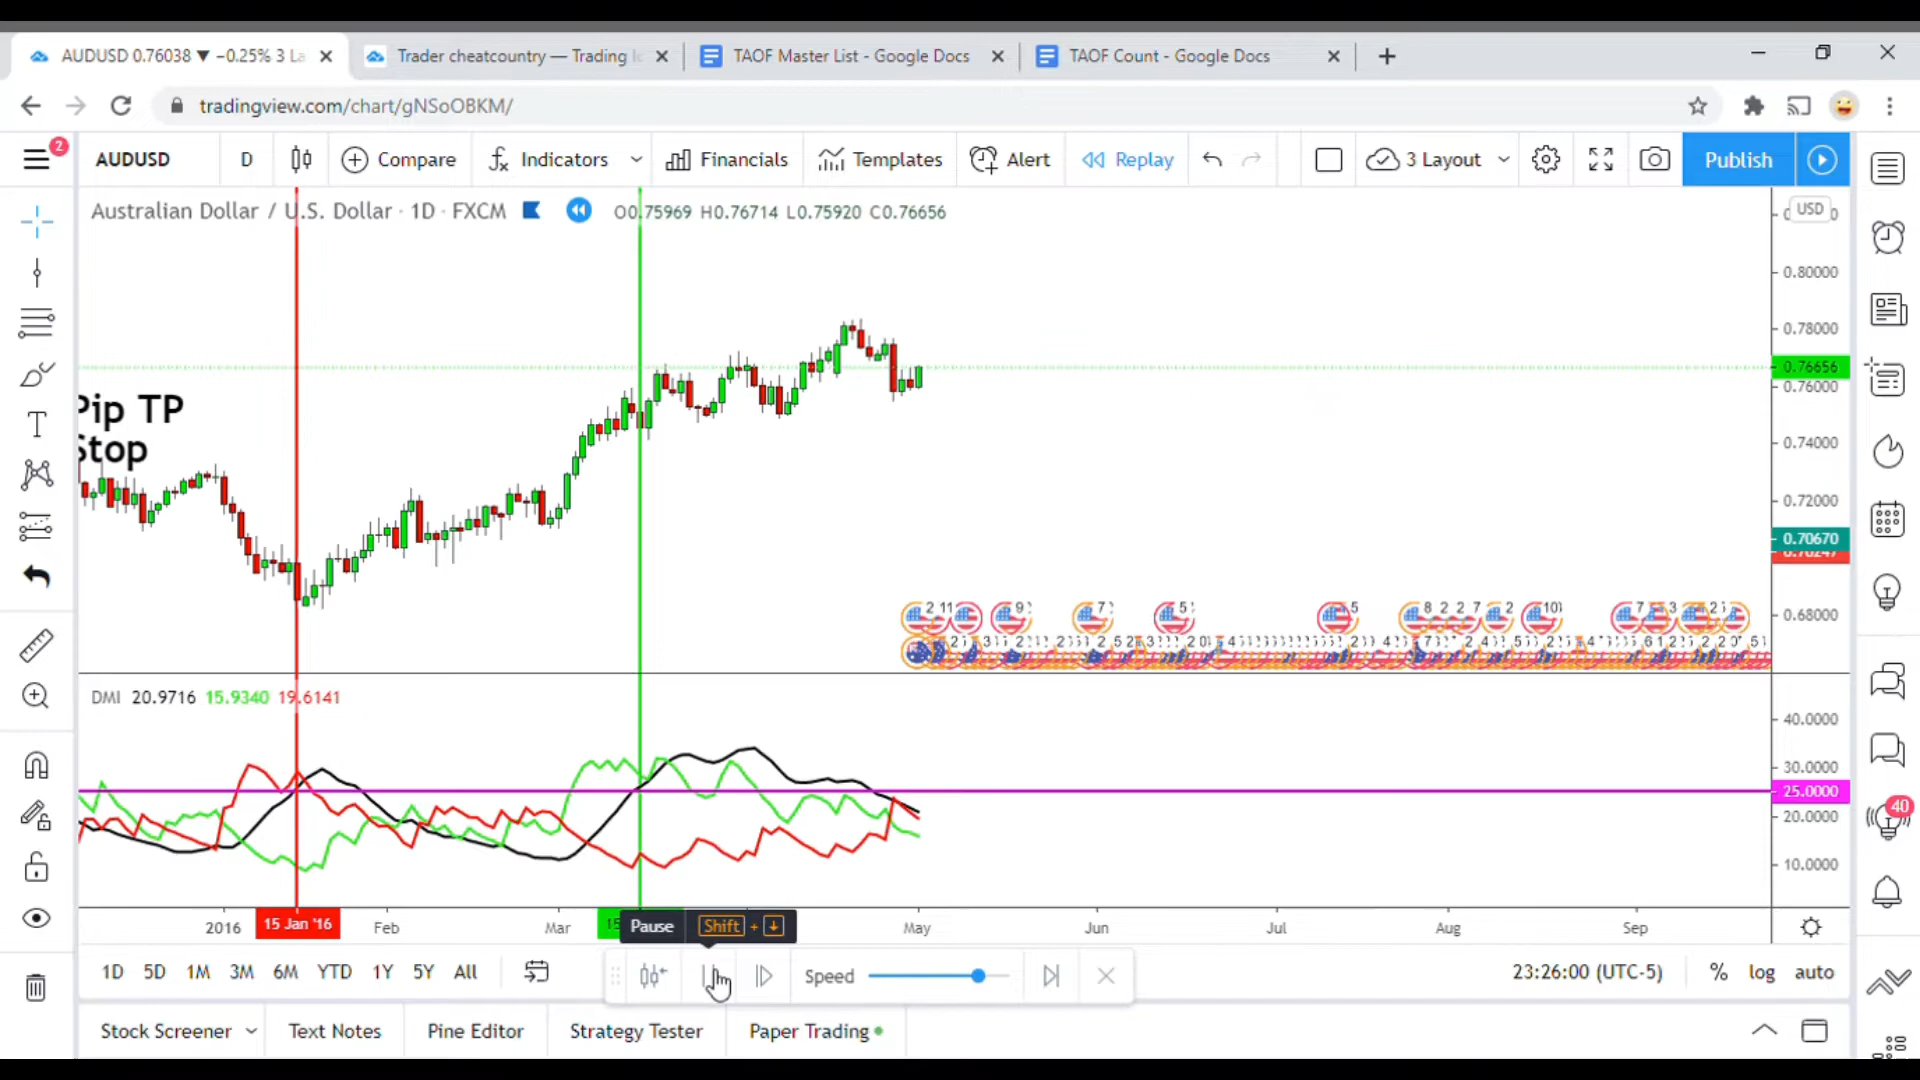 AUDUSD 0.76038 ▼ −0.25% 3 La
Trader cheatcountry — Trading I
TAOF Master List - Google Docs
TAOF Count - Google Docs
tradingview.com/chart/gNSoOBKM/
2
AUDUSD
D
Compare
Indicators
Financials
Templates
Alert
Replay
3 Layout
Publish
Australian Dollar / U.S. Dollar · 1D · FXCM
O0.75969 H0.76714 L0.75920 C0.76656
USD
0.80000
0.78000
0.76656
0.76000
0.74000
0.72000
0.70670
0.70247
0.68000
Pip TP
Stop
DMI 20.9716 15.9340 19.6141
40.0000
30.0000
25.0000
20.0000
10.0000
40
2016
15 Jan '16
Feb
Mar
15
Pause Shift + ↓
May
Jun
Jul
Aug
Sep
1D 5D 1M 3M 6M YTD 1Y 5Y All
Speed
23:26:00 (UTC-5)
% log auto
Stock Screener
Text Notes
Pine Editor
Strategy Tester
Paper Trading